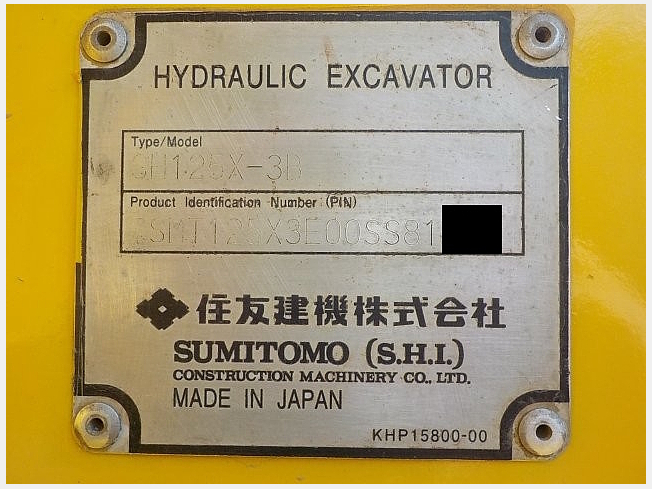 HYDRAULIC EXCAVATOR
Type/Model
SH125X-3B
Product Identification Number (PIN)
SMT125X3E00SS81
住友建機株式会社
SUMITOMO (S.H.I.)
CONSTRUCTION MACHINERY CO., LTD.
MADE IN JAPAN
KHP15800-00